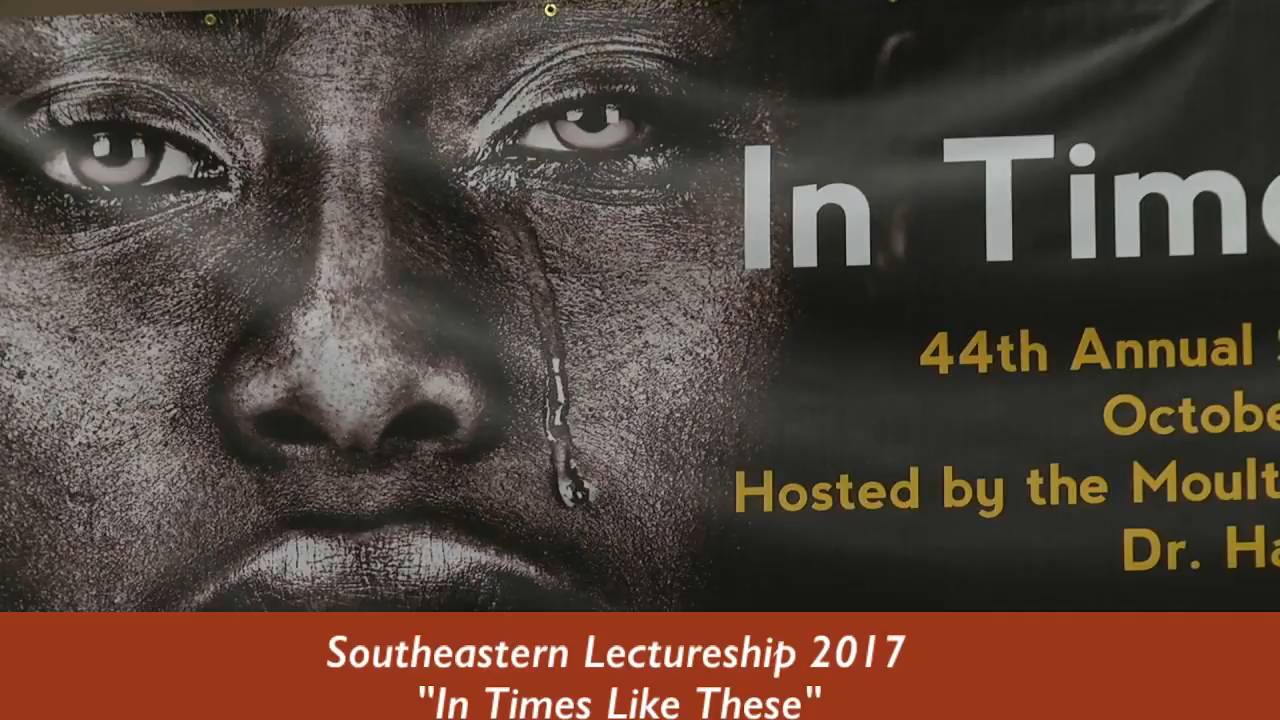 In Time
44th Annual
Octobe
Hosted by the Moult
Dr. Ha
Southeastern Lectureship 2017
"In Times Like These"